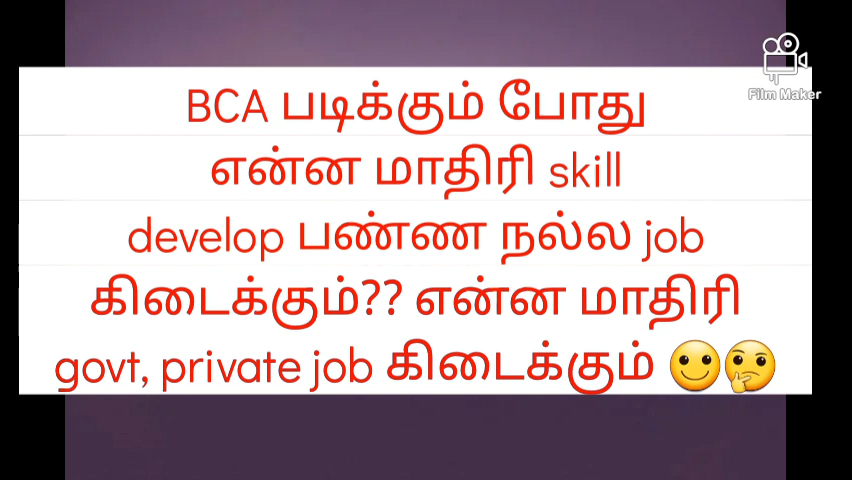 Film Maker
BCA படிக்கும் போது
என்ன மாதிரி skill
develop பண்ண நல்ல job
கிடைக்கும்?? என்ன மாதிரி
govt, private job கிடைக்கும் 🙂🤔